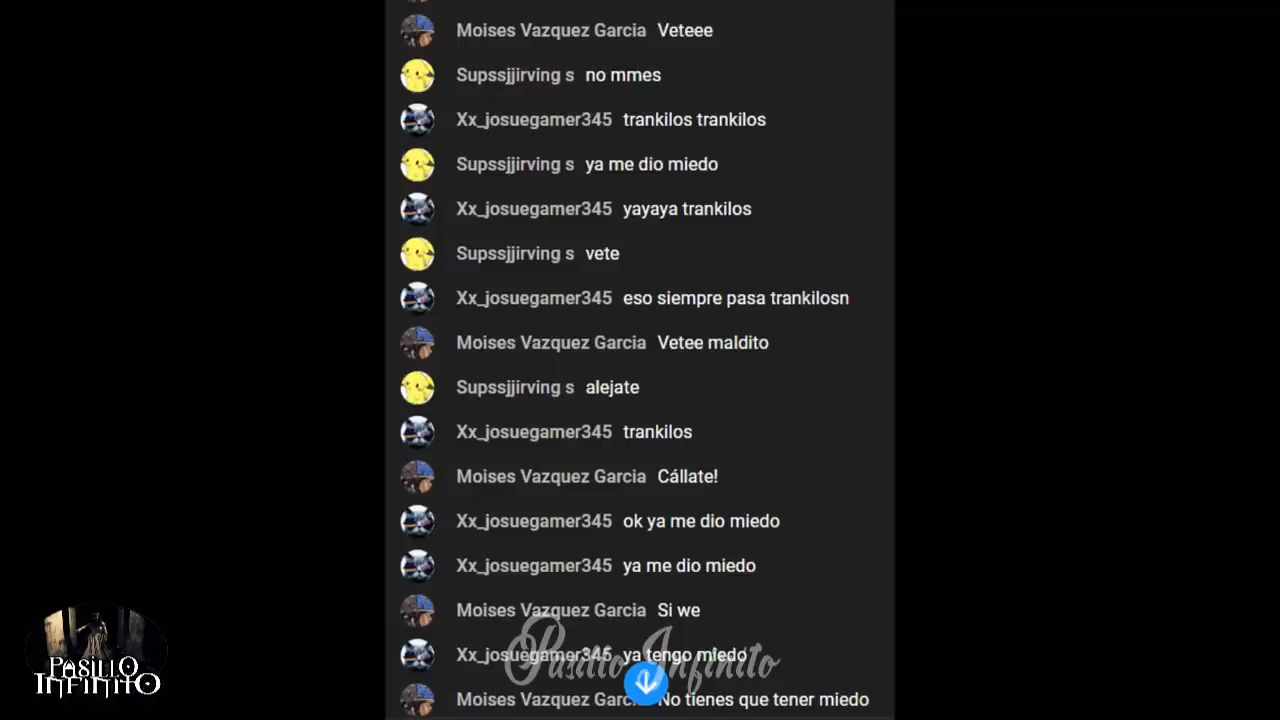 Moises Vazquez Garcia Veteee
Supssjjirving s no mmes
Xx_josuegamer345 trankilos trankilos
Supssjjirving s ya me dio miedo
Xx_josuegamer345 yayaya trankilos
Supssjjirving s vete
Xx_josuegamer345 eso siempre pasa trankilosn
Moises Vazquez Garcia Vetee maldito
Supssjjirving s alejate
Xx_josuegamer345 trankilos
Moises Vazquez Garcia Cállate!
Xx_josuegamer345 ok ya me dio miedo
Xx_josuegamer345 ya me dio miedo
Moises Vazquez Garcia Si we
Xx_josuegamer345 ya tengo miedo
Pasillo Infinito
Moises Vazquez Garcia No tienes que tener miedo
PASILLO
INFINITO